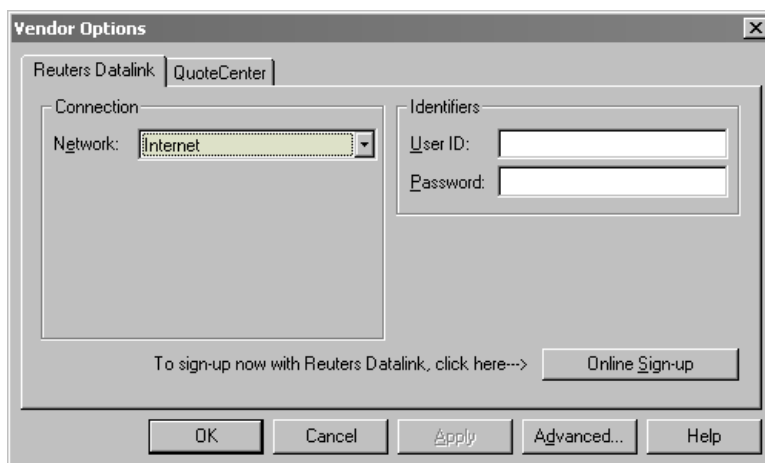 Vendor Options
Reuters Datalink
QuoteCenter
Connection
Network:
Internet
Identifiers
User ID:
Password:
To sign-up now with Reuters Datalink, click here--->
Online Sign-up
OK
Cancel
Apply
Advanced...
Help